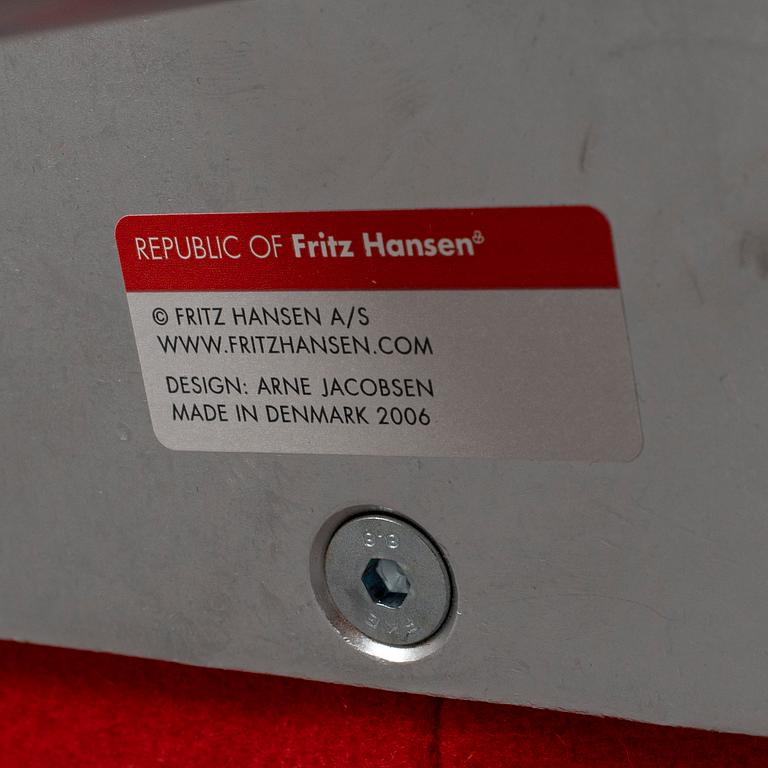 REPUBLIC OF Fritz Hansen
© FRITZ HANSEN A/S
WWW.FRITZHANSEN.COM
DESIGN: ARNE JACOBSEN
MADE IN DENMARK 2006